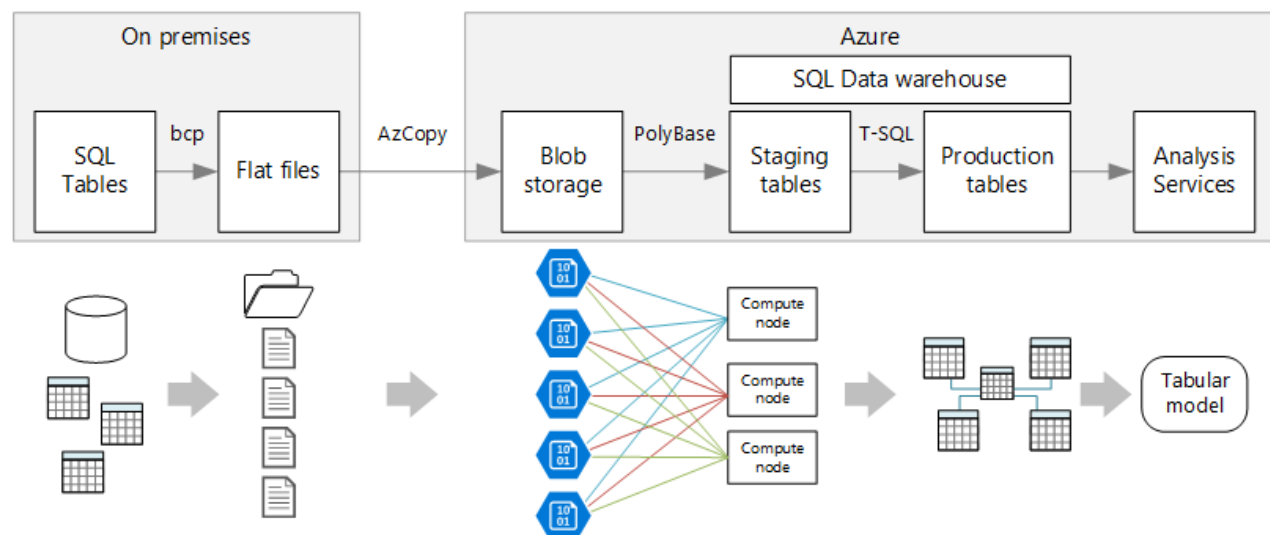 On premises
Azure
SQL Data warehouse
bcp
AzCopy
PolyBase
T-SQL
SQL
Tables
Flat files
Blob
storage
Staging
tables
Production
tables
Analysis
Services
10
01
10
01
10
01
10
01
10
01
Compute
node
Compute
node
Compute
node
Tabular
model